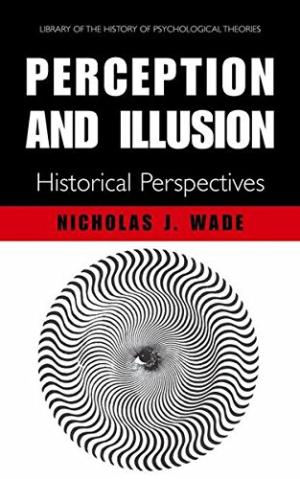 LIBRARY OF THE HISTORY OF PSYCHOLOGICAL THEORIES
PERCEPTION
AND ILLUSION
Historical Perspectives
NICHOLAS J. WADE